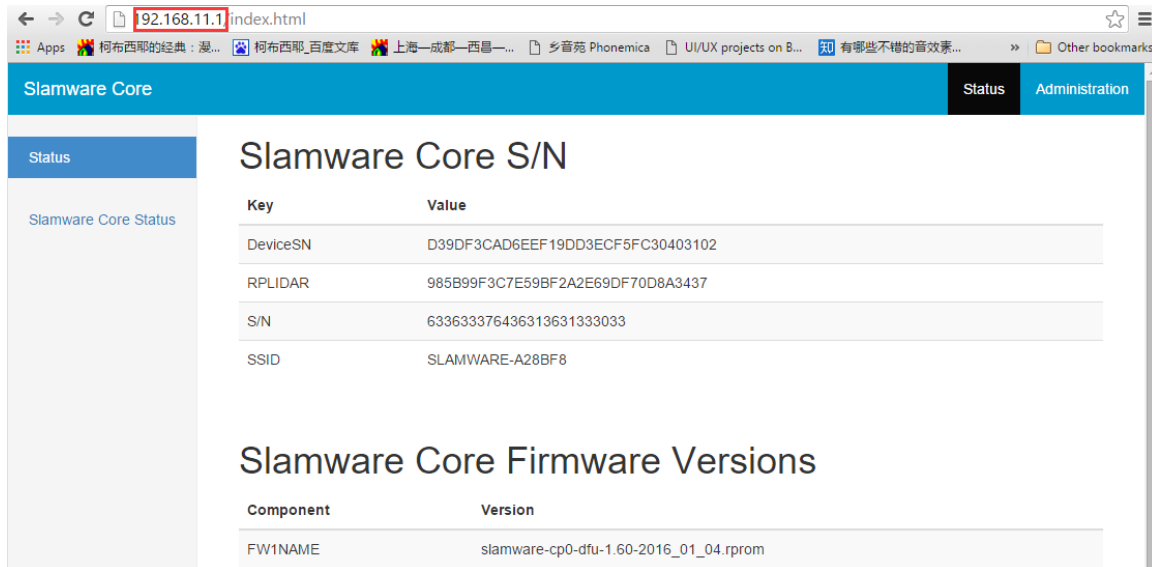 192.168.11.1/index.html
Apps 柯布西耶的经典：漫... 柯布西耶_百度文库 上海—成都—西昌—... 乡音苑 Phonemica UI/UX projects on B... 知 有哪些不错的音效素... » Other bookmarks
Slamware Core Status Administration
Status
Slamware Core Status
Slamware Core S/N
Key Value
DeviceSN D39DF3CAD6EEF19DD3ECF5FC30403102
RPLIDAR 985B99F3C7E59BF2A2E69DF70D8A3437
S/N 633633376436313631333033
SSID SLAMWARE-A28BF8
Slamware Core Firmware Versions
Component Version
FW1NAME slamware-cp0-dfu-1.60-2016_01_04.rprom